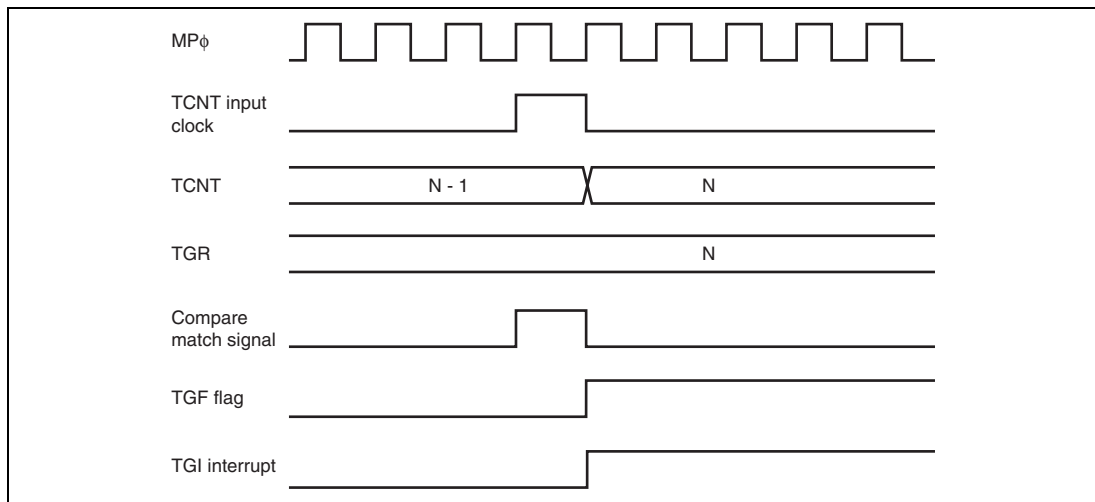 MPϕ
TCNT input
clock
TCNT
N - 1
N
TGR
N
Compare
match signal
TGF flag
TGI interrupt